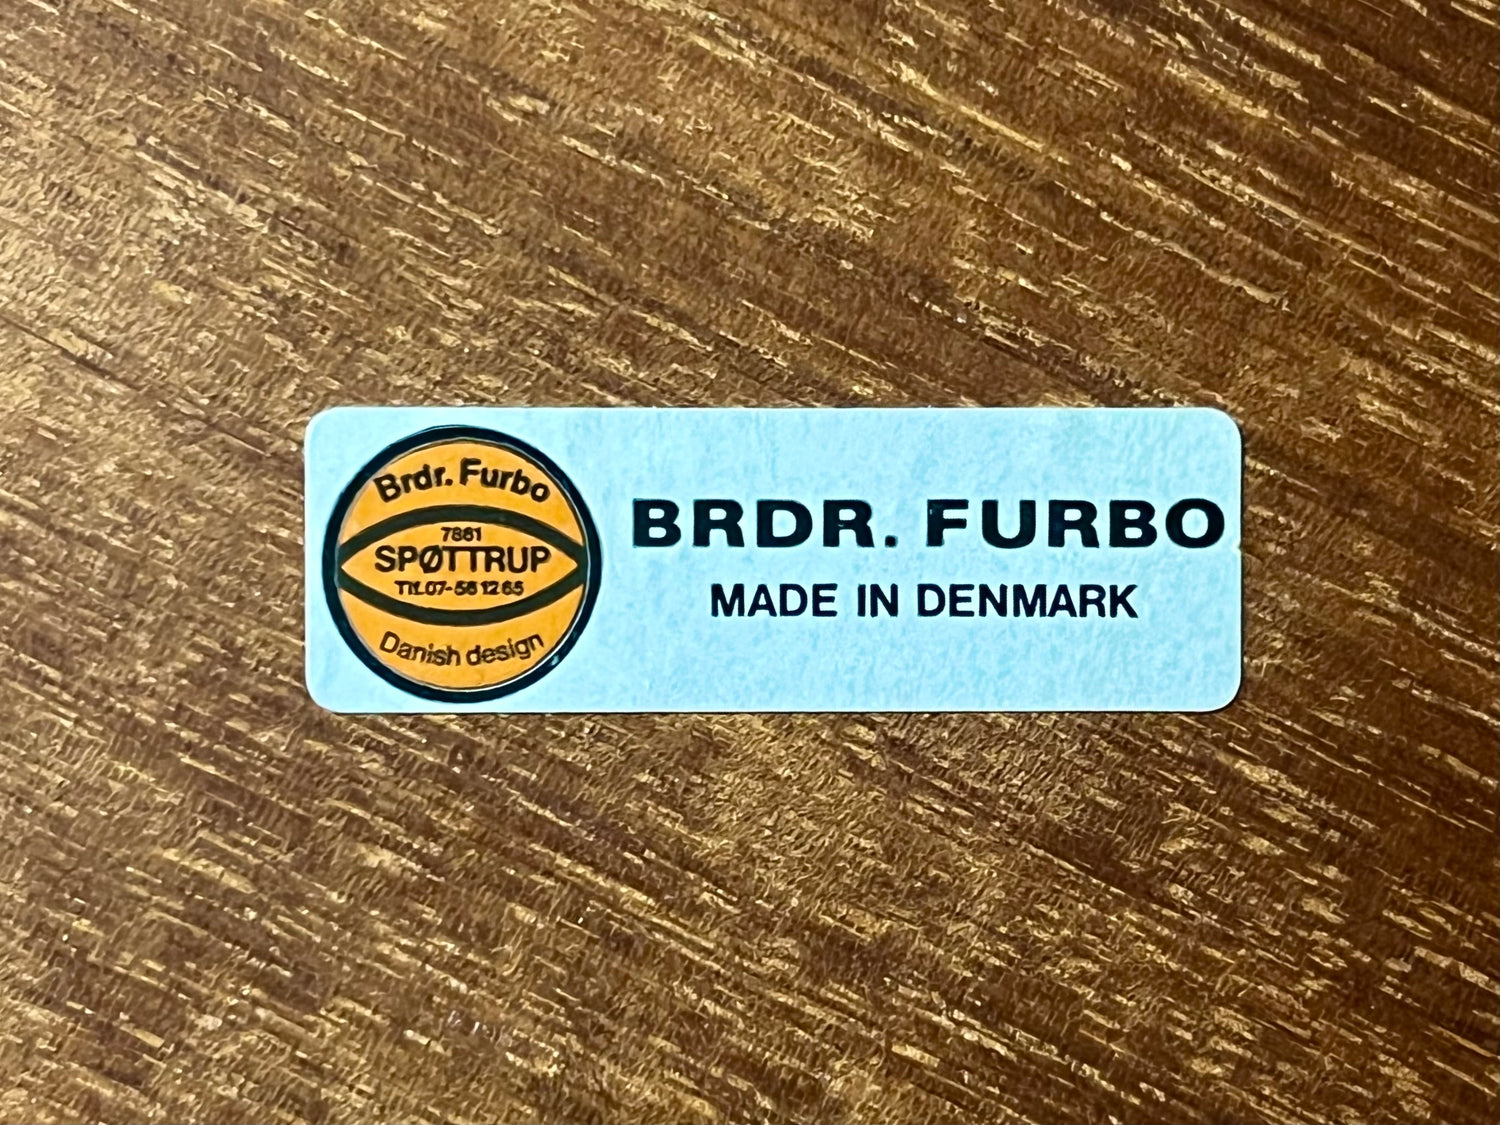 Brdr. Furbo
7861
SPØTTRUP
Tlf. 07-56 12 65
Danish design
BRDR. FURBO
MADE IN DENMARK